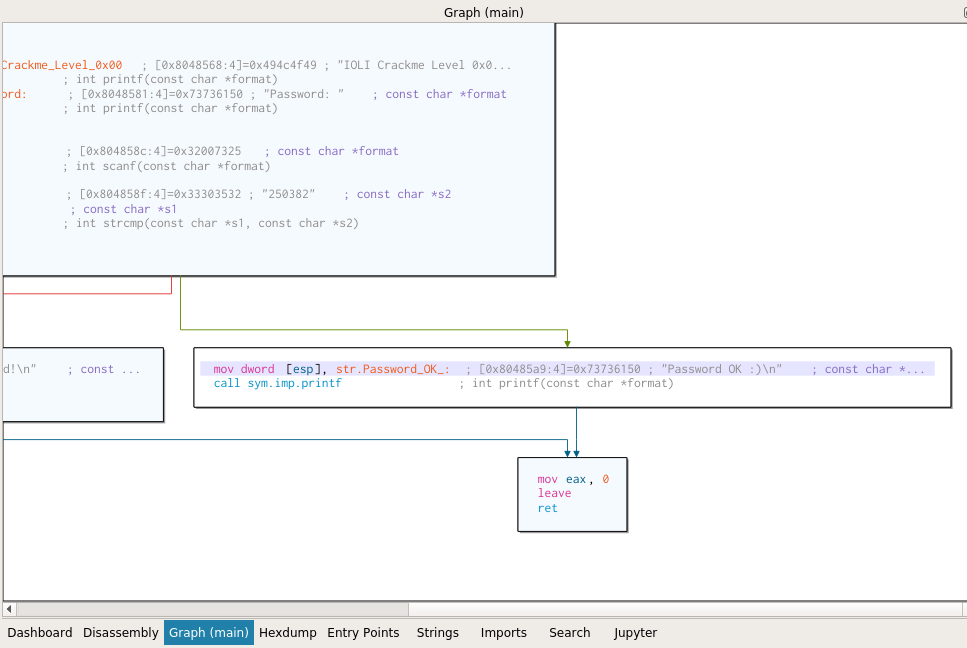 Graph (main)
Crackme_Level_0x00 ; [0x8048568:4]=0x494c4f49 ; "IOLI Crackme Level 0x0...
; int printf(const char *format)
ord: ; [0x8048581:4]=0x73736150 ; "Password: " ; const char *format
; int printf(const char *format)
; [0x804858c:4]=0x32007325 ; const char *format
; int scanf(const char *format)
; [0x804858f:4]=0x33303532 ; "250382" ; const char *s2
; const char *s1
; int strcmp(const char *s1, const char *s2)
d!\n" ; const ...
mov dword [esp], str.Password_OK_: ; [0x80485a9:4]=0x73736150 ; "Password OK :)\n" ; const char *...
call sym.imp.printf ; int printf(const char *format)
mov eax, 0
leave
ret
Dashboard Disassembly Graph (main) Hexdump Entry Points Strings Imports Search Jupyter